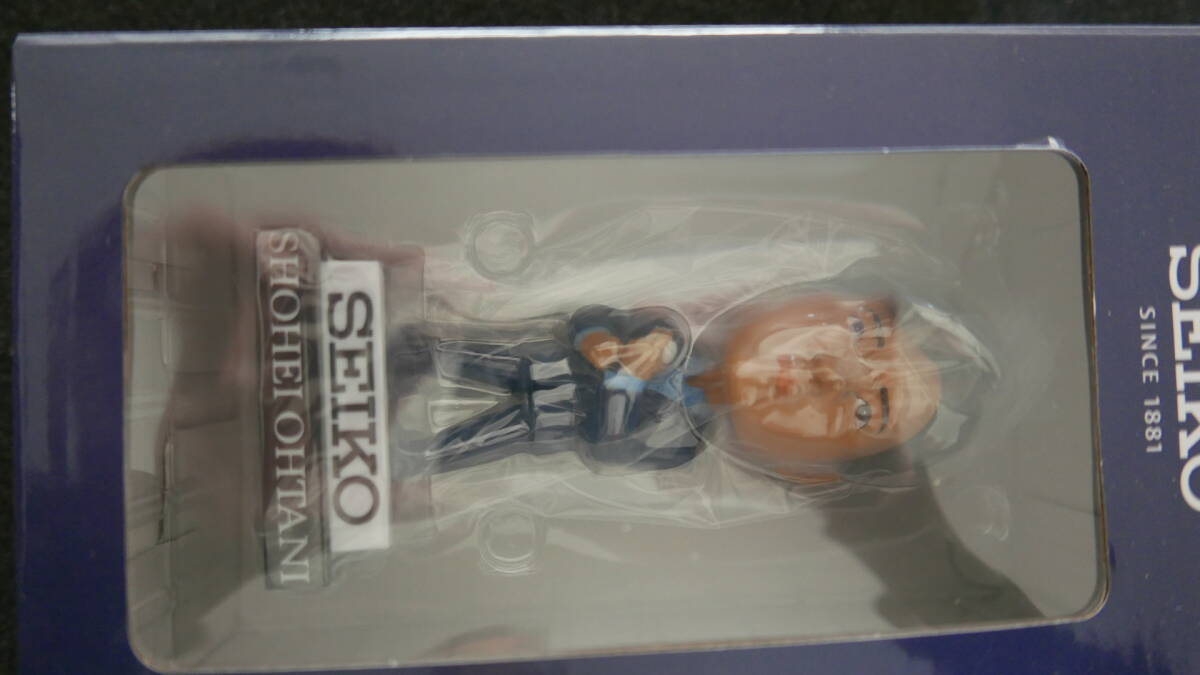 SEIKO
SINCE 1881
SEIKO
SHOHEI OHTANI